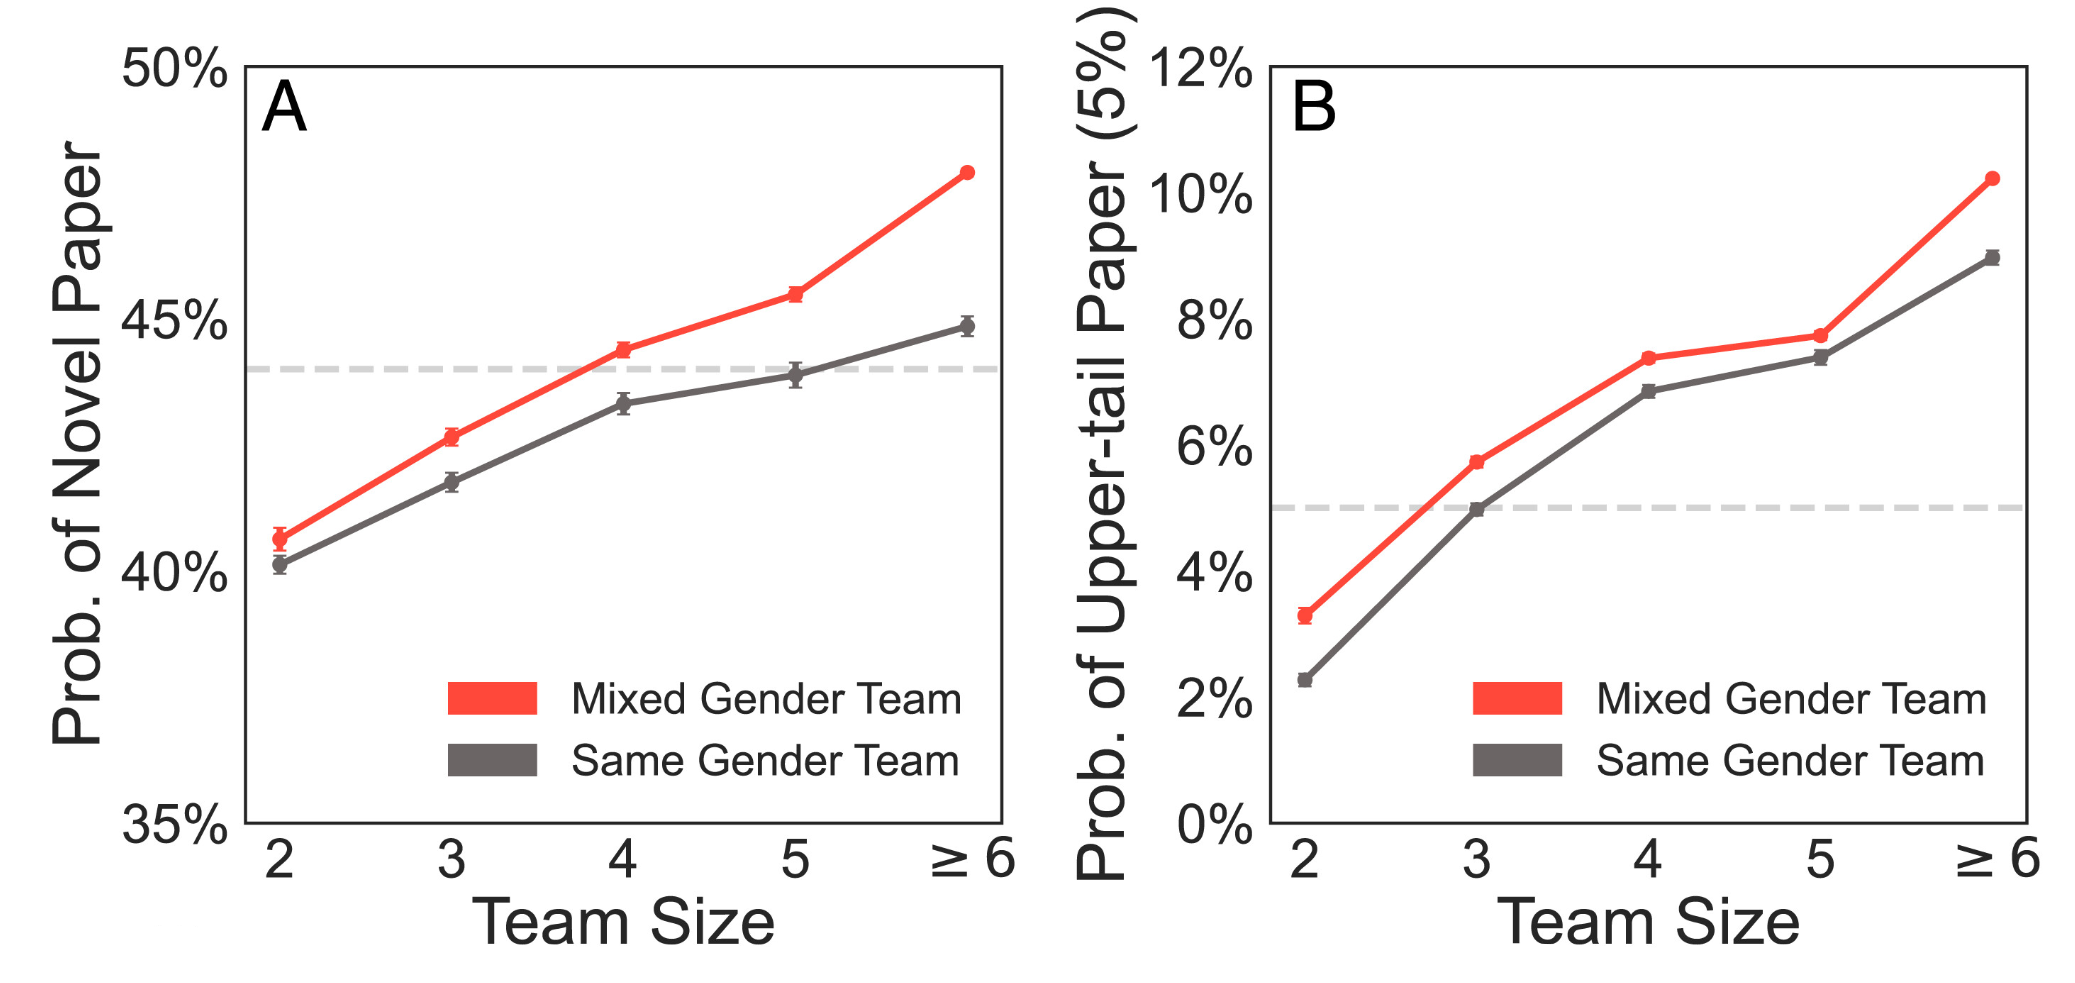 A
Prob. of Novel Paper
50%
45%
40%
35%
Mixed Gender Team
Same Gender Team
2 3 4 5 ≥ 6
Team Size
B
Prob. of Upper-tail Paper (5%)
12%
10%
8%
6%
4%
2%
0%
Mixed Gender Team
Same Gender Team
2 3 4 5 ≥ 6
Team Size